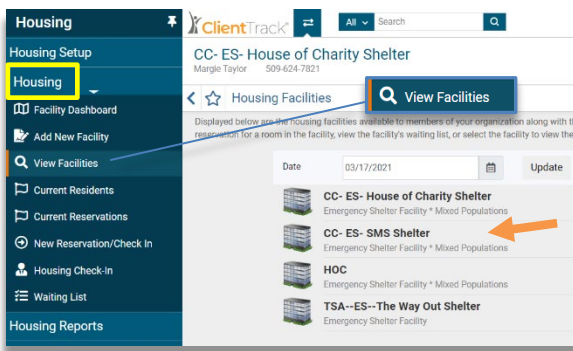 Housing
ClientTrack
All
Search
Housing Setup
CC- ES- House of Charity Shelter
Margie Taylor 509-624-7821
Housing
Housing Facilities
View Facilities
Facility Dashboard
Displayed below are the housing facilities available to members of your organization along with
reservation for a room in the facility, view the facility's waiting list, or select the facility to view the
Add New Facility
View Facilities
Date 03/17/2021 Update
Current Residents
CC- ES- House of Charity Shelter
Emergency Shelter Facility * Mixed Populations
Current Reservations
CC- ES- SMS Shelter
Emergency Shelter Facility * Mixed Populations
New Reservation/Check In
HOC
Emergency Shelter Facility * Mixed Populations
Housing Check-In
Waiting List
TSA--ES--The Way Out Shelter
Emergency Shelter Facility
Housing Reports